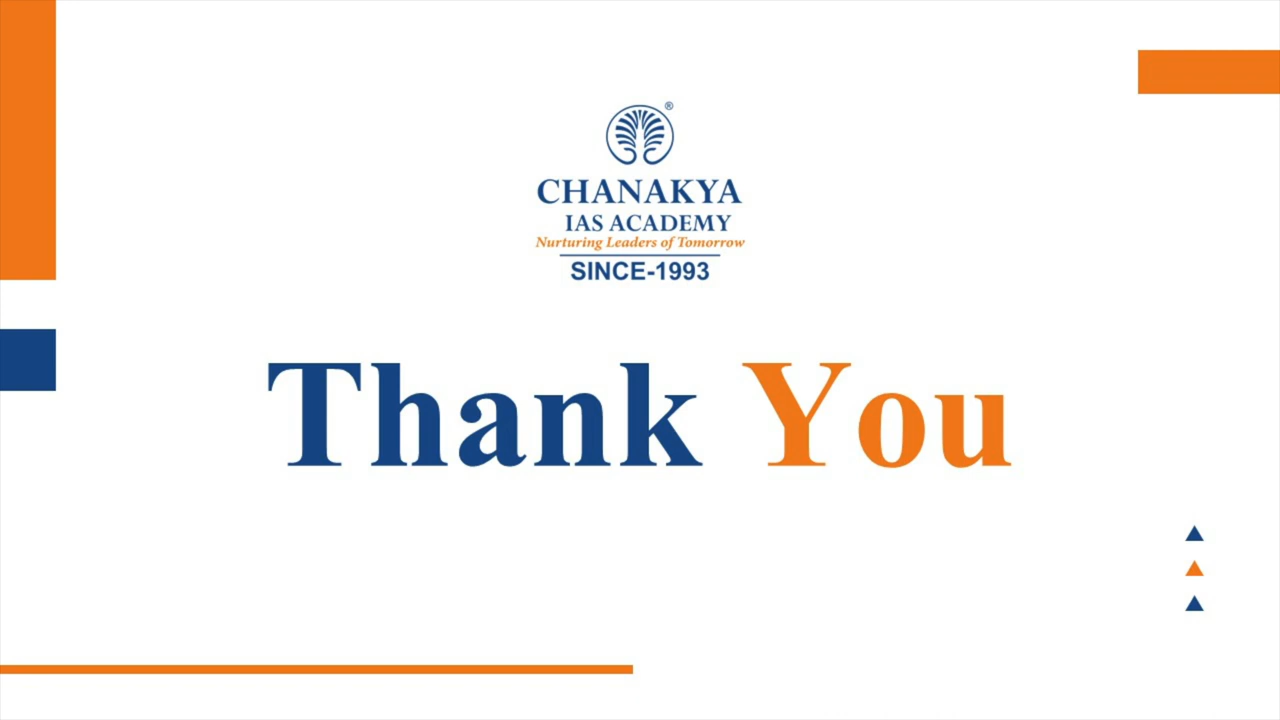 ®
CHANAKYA
IAS ACADEMY
Nurturing Leaders of Tomorrow
SINCE-1993
Thank You